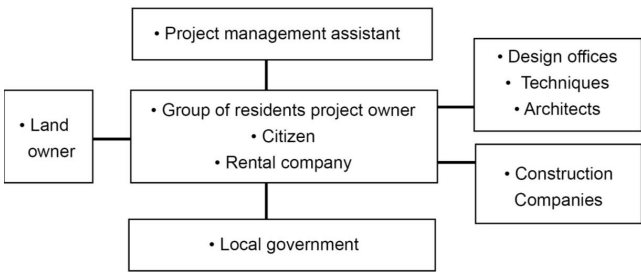 • Project management assistant
• Design offices
• Techniques
• Architects
• Land
owner
• Group of residents project owner
• Citizen
• Rental company
• Construction
Companies
• Local government